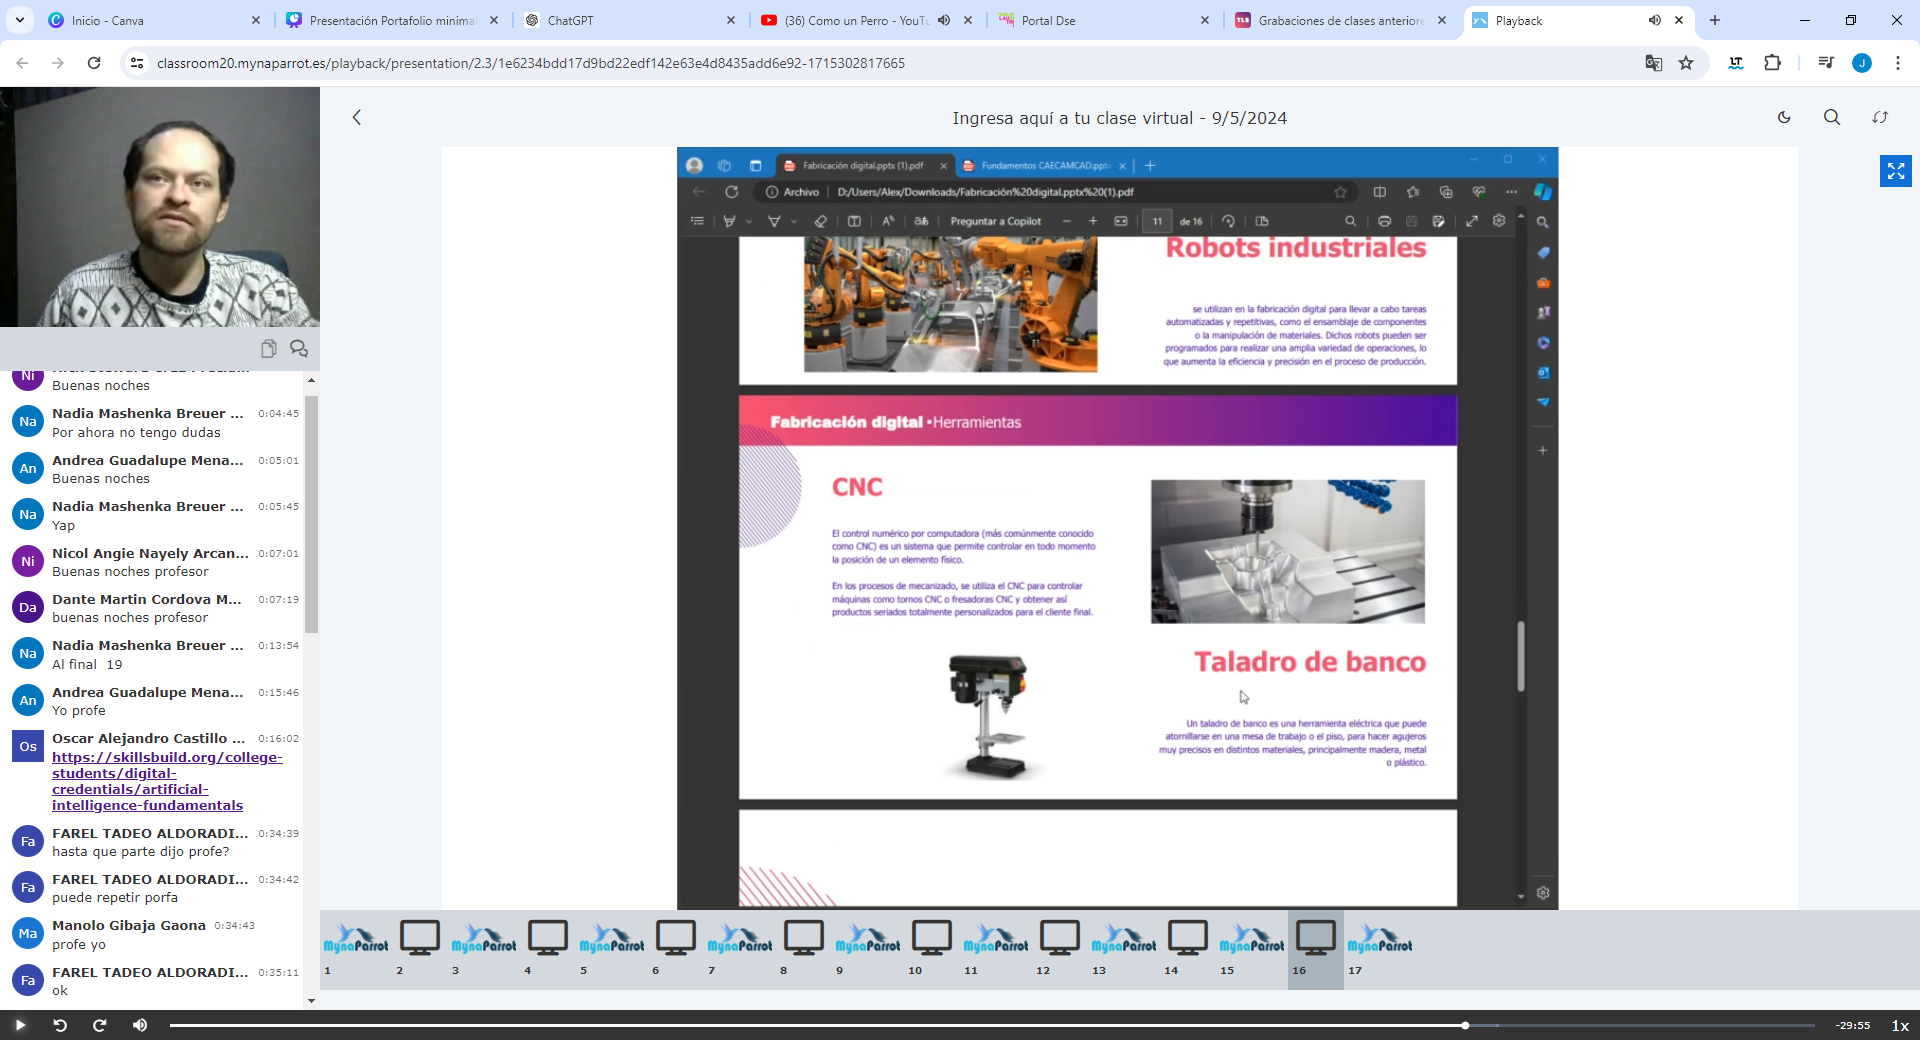 Inicio - Canva
Presentación Portafolio minimal
ChatGPT
(36) Como un Perro - YouTu
Portal Dse
Grabaciones de clases anteriore
Playback
classroom20.mynaparrot.es/playback/presentation/2.3/1e6234bdd17d9bd22edf142e63e4d8435add6e92-1715302817665
J
Ingresa aquí a tu clase virtual - 9/5/2024
Ni
Buenas noches
Na
Nadia Mashenka Breuer ... 0:04:45
Por ahora no tengo dudas
An
Andrea Guadalupe Mena... 0:05:01
Buenas noches
Na
Nadia Mashenka Breuer ... 0:05:45
Yap
Ni
Nicol Angie Nayely Arcan... 0:07:01
Buenas noches profesor
Da
Dante Martin Cordova M... 0:07:19
buenas noches profesor
Na
Nadia Mashenka Breuer ... 0:13:54
Al final 19
An
Andrea Guadalupe Mena... 0:15:46
Yo profe
Os
Oscar Alejandro Castillo ... 0:16:02
https://skillsbuild.org/college-
students/digital-
credentials/artificial-
intelligence-fundamentals
Fa
FAREL TADEO ALDORADI... 0:34:39
hasta que parte dijo profe?
Fa
FAREL TADEO ALDORADI... 0:34:42
puede repetir porfa
Ma
Manolo Gibaja Gaona 0:34:43
profe yo
Fa
FAREL TADEO ALDORADI... 0:35:11
ok
Fabricación digital.pptx (1).pdf
Fundamentos CAECAMCAD.ppt
Archivo D:/Users/Alex/Downloads/Fabricación%20digital.pptx%20(1).pdf
Preguntar a Copilot
11 de 16
Robots industriales
se utilizan en la fabricación digital para llevar a cabo tareas
automatizadas y repetitivas, como el ensamblaje de componentes
o la manipulación de materiales. Dichos robots pueden ser
programados para realizar una amplia variedad de operaciones, lo
que aumenta la eficiencia y precisión en el proceso de producción.
Fabricación digital • Herramientas
CNC
El control numérico por computadora (más comúnmente conocido
como CNC) es un sistema que permite controlar en todo momento
la posición de un elemento físico.
En los procesos de mecanizado, se utiliza el CNC para controlar
máquinas como tornos CNC o fresadoras CNC y obtener así
productos seriados totalmente personalizados para el cliente final.
Taladro de banco
Un taladro de banco es una herramienta eléctrica que puede
atornillarse en una mesa de trabajo o el piso, para hacer agujeros
muy precisos en distintos materiales, principalmente madera, metal
o plástico.
MynaParrot MynaParrot MynaParrot MynaParrot MynaParrot MynaParrot MynaParrot MynaParrot MynaParrot
1 2 3 4 5 6 7 8 9 10 11 12 13 14 15 16 17
-29:55 1x